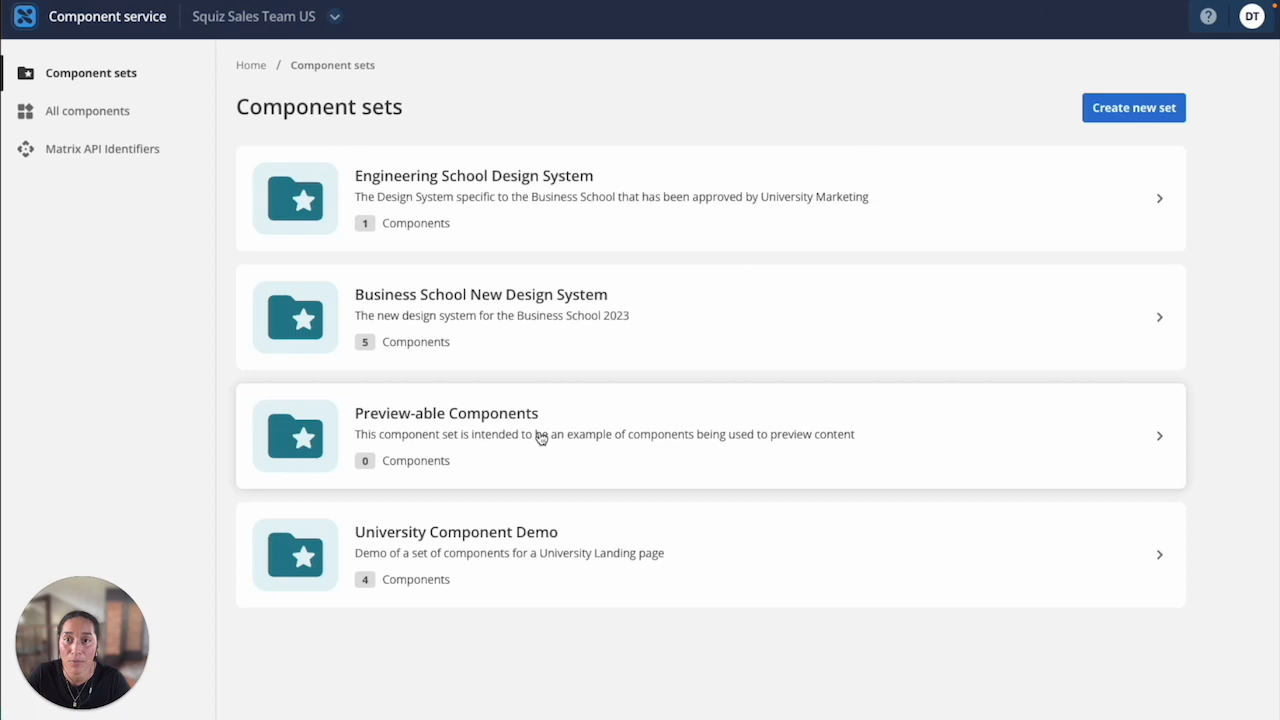 Component service
Squiz Sales Team US
DT
Component sets
All components
Matrix API Identifiers
Home / Component sets
Component sets
Create new set
Engineering School Design System
The Design System specific to the Business School that has been approved by University Marketing
1 Components
Business School New Design System
The new design system for the Business School 2023
5 Components
Preview-able Components
This component set is intended to be an example of components being used to preview content
0 Components
University Component Demo
Demo of a set of components for a University Landing page
4 Components